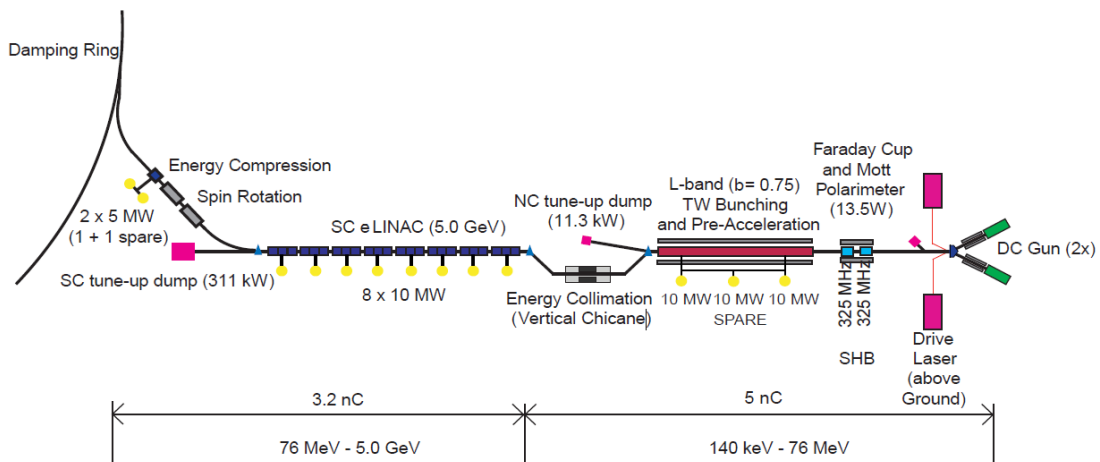 Damping Ring
Energy Compression
Spin Rotation
2 x 5 MW
(1 + 1 spare)
SC tune-up dump (311 kW)
SC e LINAC (5.0 GeV)
8 x 10 MW
NC tune-up dump
(11.3 kW)
Energy Collimation
(Vertical Chicane)
L-band (b= 0.75)
TW Bunching
and Pre-Acceleration
10 MW 10 MW 10 MW
SPARE
Faraday Cup
and Mott
Polarimeter
(13.5W)
325 MHz
325 MHz
SHB
DC Gun (2x)
Drive
Laser
(above
Ground)
3.2 nC
5 nC
76 MeV - 5.0 GeV
140 keV - 76 MeV